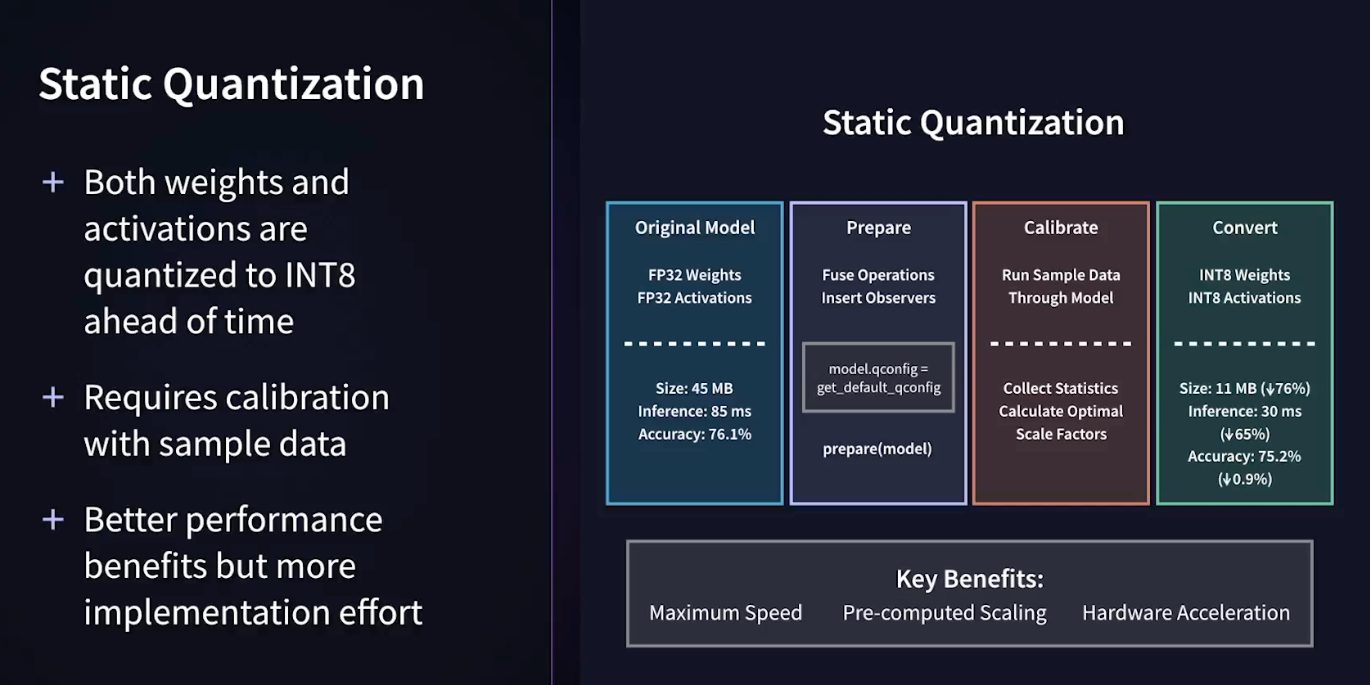 Static Quantization
+ Both weights and
activations are
quantized to INT8
ahead of time
+ Requires calibration
with sample data
+ Better performance
benefits but more
implementation effort
Static Quantization
Original Model
FP32 Weights
FP32 Activations
Size: 45 MB
Inference: 85 ms
Accuracy: 76.1%
Prepare
Fuse Operations
Insert Observers
model.qconfig =
get_default_qconfig
prepare(model)
Calibrate
Run Sample Data
Through Model
Collect Statistics
Calculate Optimal
Scale Factors
Convert
INT8 Weights
INT8 Activations
Size: 11 MB (↓76%)
Inference: 30 ms
(↓65%)
Accuracy: 75.2%
(↓0.9%)
Key Benefits:
Maximum Speed Pre-computed Scaling Hardware Acceleration